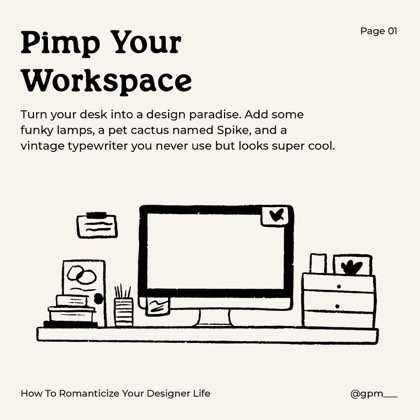 Page 01
Pimp Your
Workspace
Turn your desk into a design paradise. Add some
funky lamps, a pet cactus named Spike, and a
vintage typewriter you never use but looks super cool.
How To Romanticize Your Designer Life
@gpm___